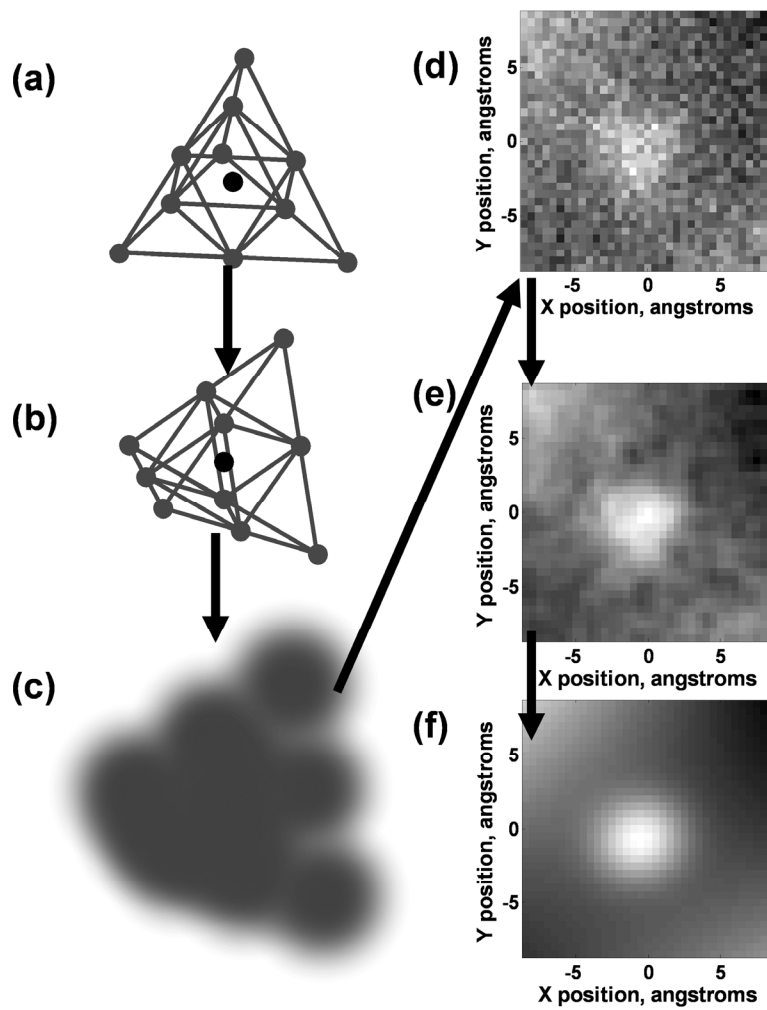 (a)
(b)
(c)
(d)
5
0
-5
Y position, angstroms
-5 0 5
X position, angstroms
(e)
5
0
-5
Y position, angstroms
-5 0 5
X position, angstroms
(f)
5
0
-5
Y position, angstroms
-5 0 5
X position, angstroms